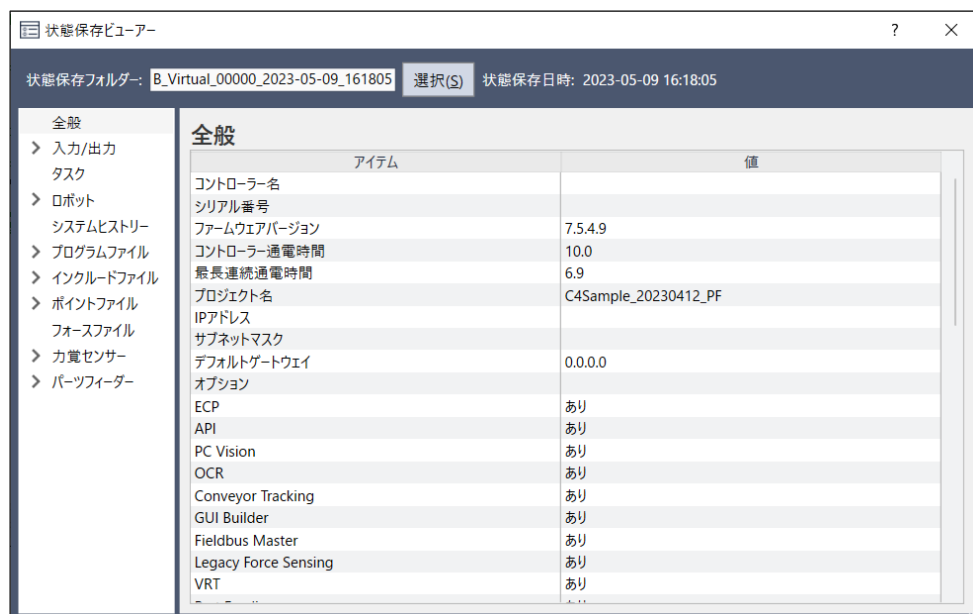 状態保存ビューアー
?
状態保存フォルダー: B_Virtual_00000_2023-05-09_161805 選択(S) 状態保存日時: 2023-05-09 16:18:05
全般
入力/出力
タスク
ロボット
システムヒストリー
プログラムファイル
インクルードファイル
ポイントファイル
フォースファイル
力覚センサー
パーツフィーダー
全般
アイテム 値
コントローラー名
シリアル番号
ファームウェアバージョン 7.5.4.9
コントローラー通電時間 10.0
最長連続通電時間 6.9
プロジェクト名 C4Sample_20230412_PF
IPアドレス
サブネットマスク
デフォルトゲートウェイ 0.0.0.0
オプション
ECP あり
API あり
PC Vision あり
OCR あり
Conveyor Tracking あり
GUI Builder あり
Fieldbus Master あり
Legacy Force Sensing あり
VRT あり